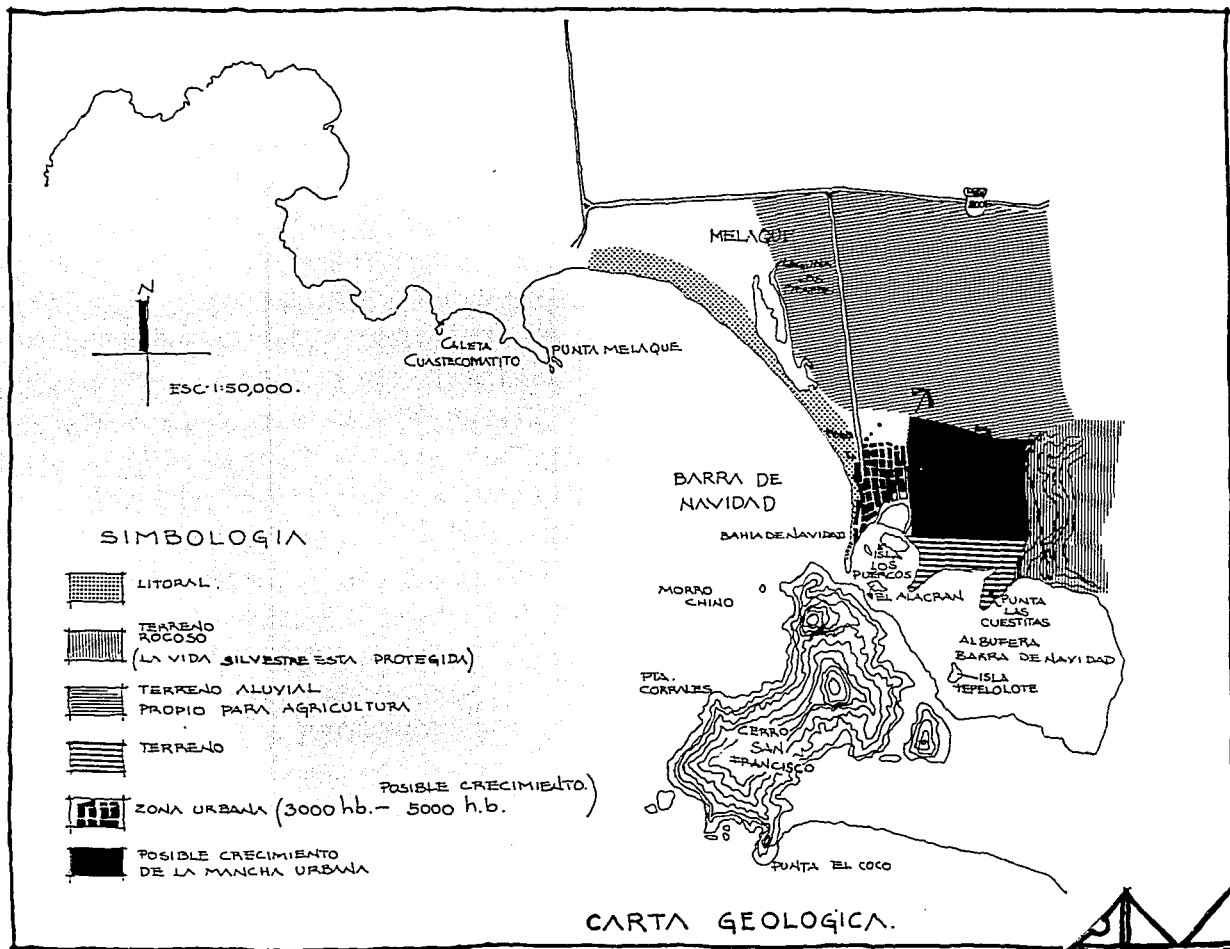 MELAQUE
CALETA
CUASTECOMATITO
PUNTA MELAQUE
N
ESC·1:50,000.
BARRA DE
NAVIDAD
BAHIA DE NAVIDAD
ISLA
LOS
PUERCOS
EL ALACRAN
PUNTA
LAS
CUESTITAS
MORRO
CHINO
ALBUFERA
BARRA DE NAVIDAD
ISLA
TEPELOLOTE
PTA.
CORRALES
CERRO
SAN
FRANCISCO
PUNTA EL COCO
SIMBOLOGIA
LITORAL.
TERRENO
ROCOSO
(LA VIDA SILVESTRE ESTA PROTEGIDA)
TERRENO ALUVIAL
PROPIO PARA AGRICULTURA
TERRENO
POSIBLE CRECIMIENTO.)
ZONA URBANA (3000 hb.- 5000 h.b.
POSIBLE CRECIMIENTO
DE LA MANCHA URBANA
CARTA GEOLOGICA.